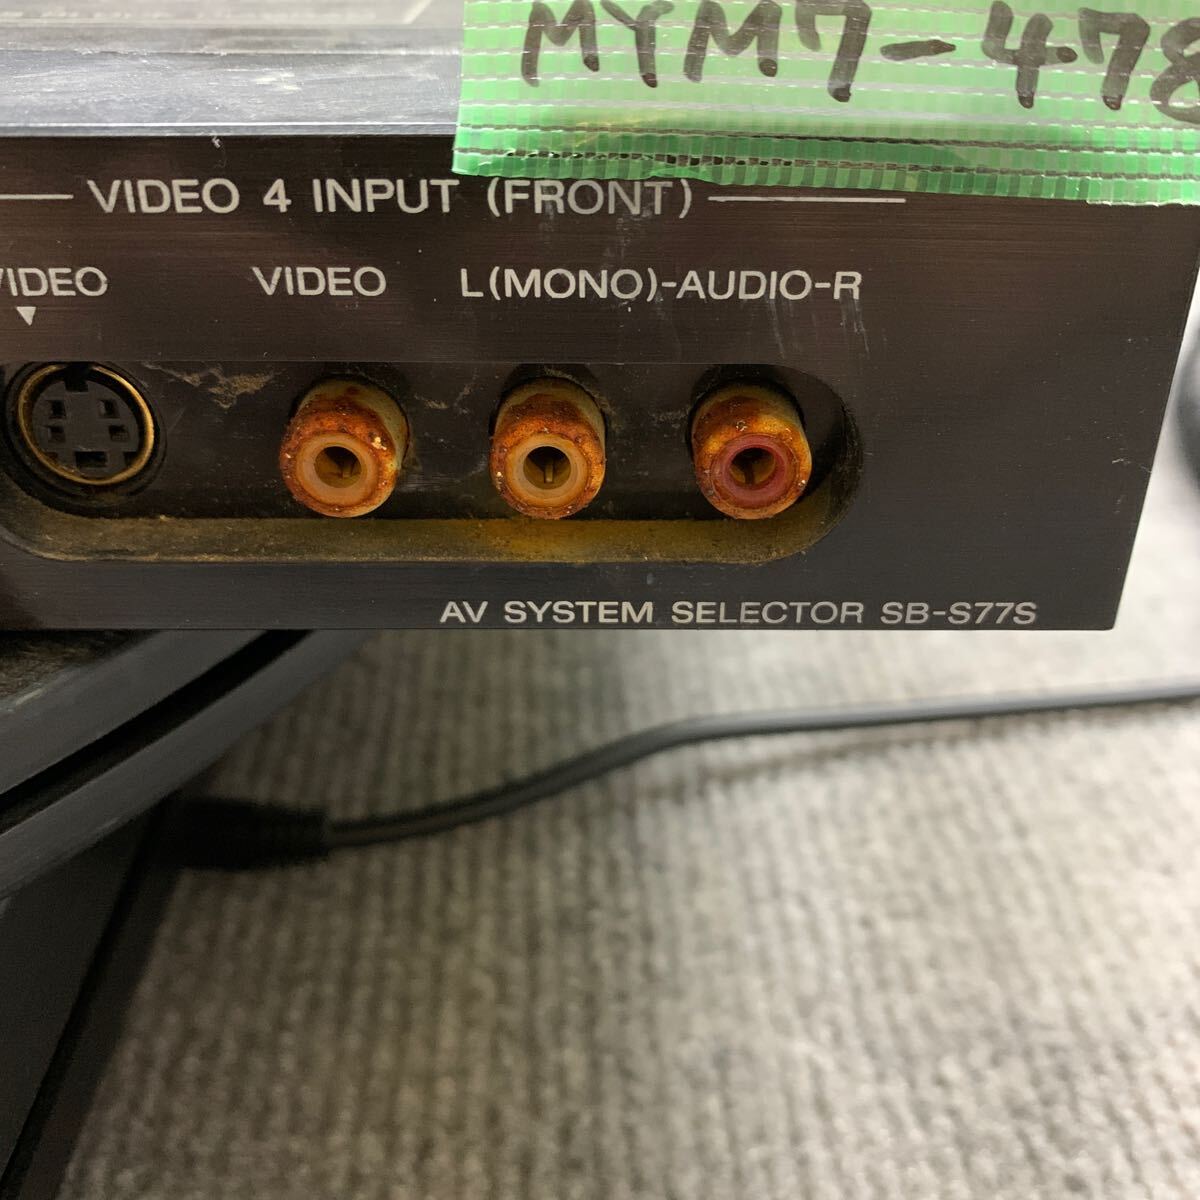 MYM7-478
VIDEO 4 INPUT (FRONT)
VIDEO
VIDEO
L(MONO)-AUDIO-R
AV SYSTEM SELECTOR SB-S77S